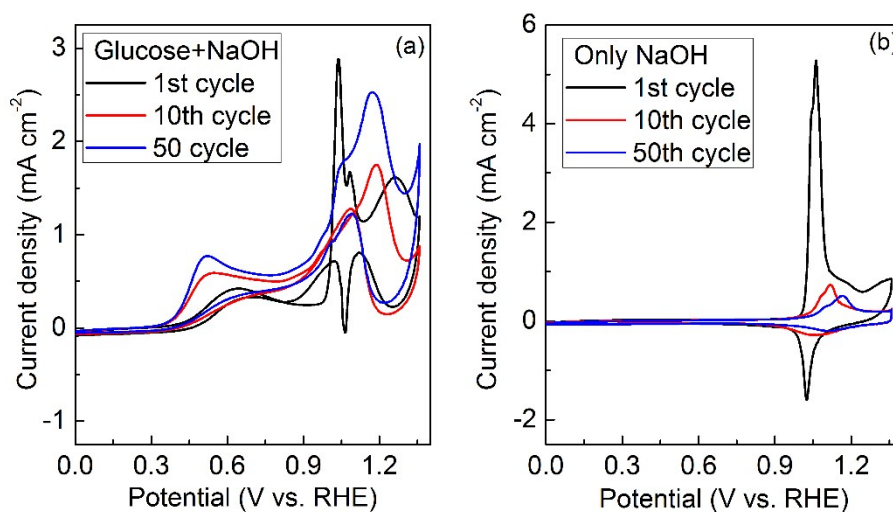 Glucose+NaOH
1st cycle
10th cycle
50 cycle
(a)
3
2
1
0
-1
Current density (mA cm⁻²)
0.0 0.3 0.6 0.9 1.2
Potential (V vs. RHE)
Only NaOH
1st cycle
10th cycle
50th cycle
(b)
6
4
2
0
-2
Current density (mA cm⁻²)
0.0 0.3 0.6 0.9 1.2
Potential (V vs. RHE)